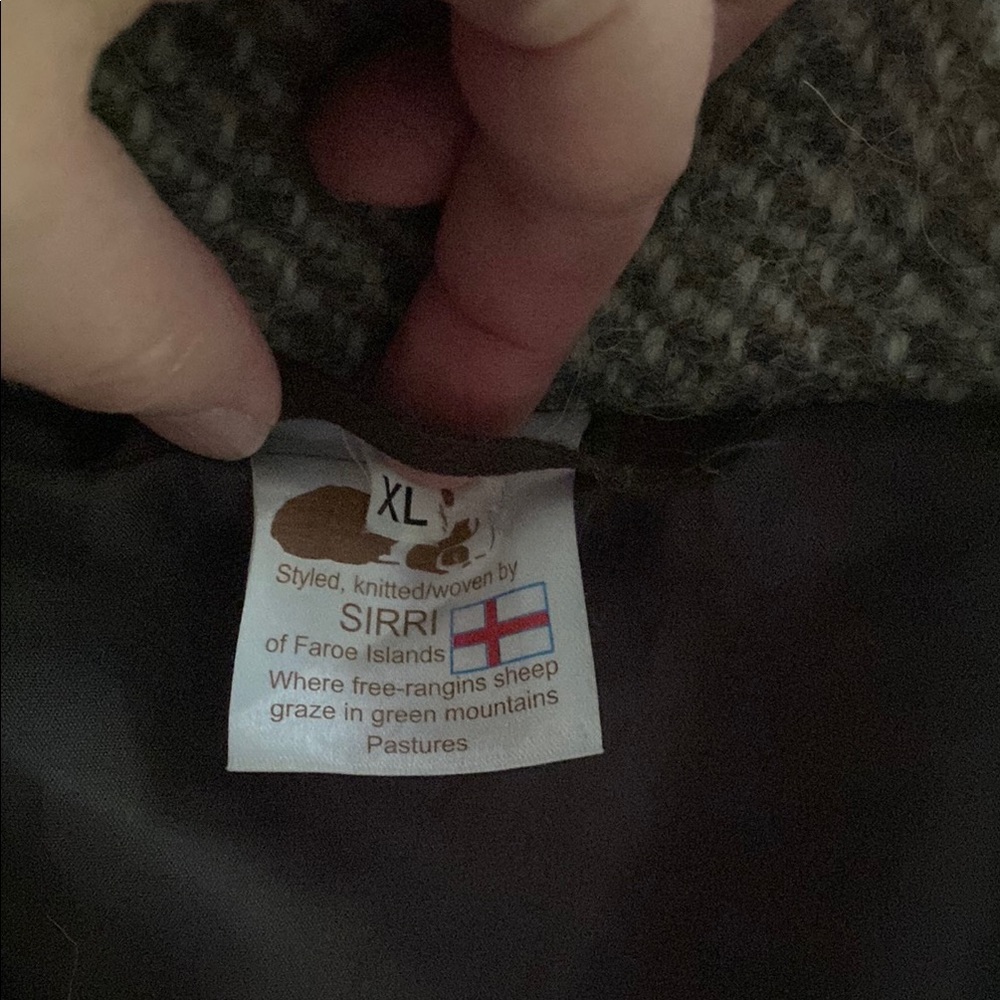 XL
Styled, knitted/woven by
SIRRI
of Faroe Islands
Where free-rangins sheep
graze in green mountains
Pastures